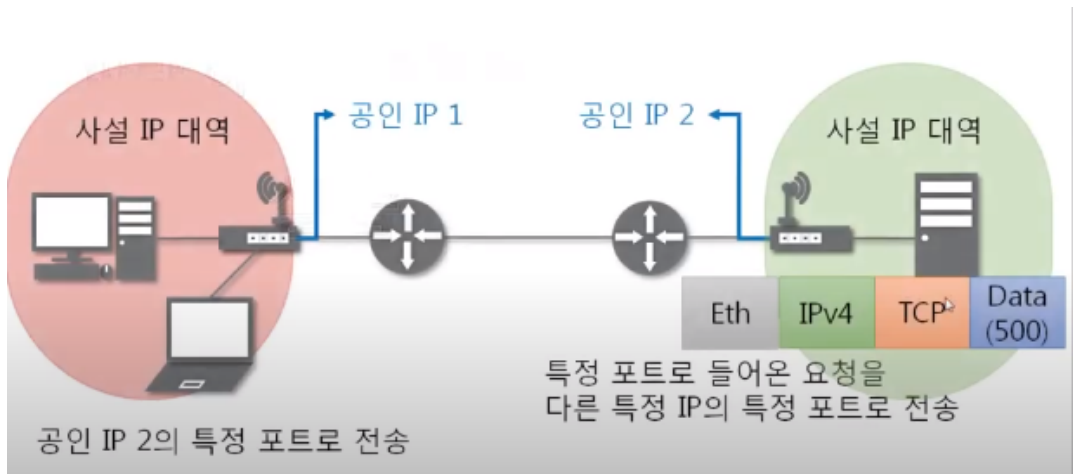 사설 IP 대역
공인 IP 1
공인 IP 2
사설 IP 대역
Eth
IPv4
TCP
Data
(500)
특정 포트로 들어온 요청을
다른 특정 IP의 특정 포트로 전송
공인 IP 2의 특정 포트로 전송